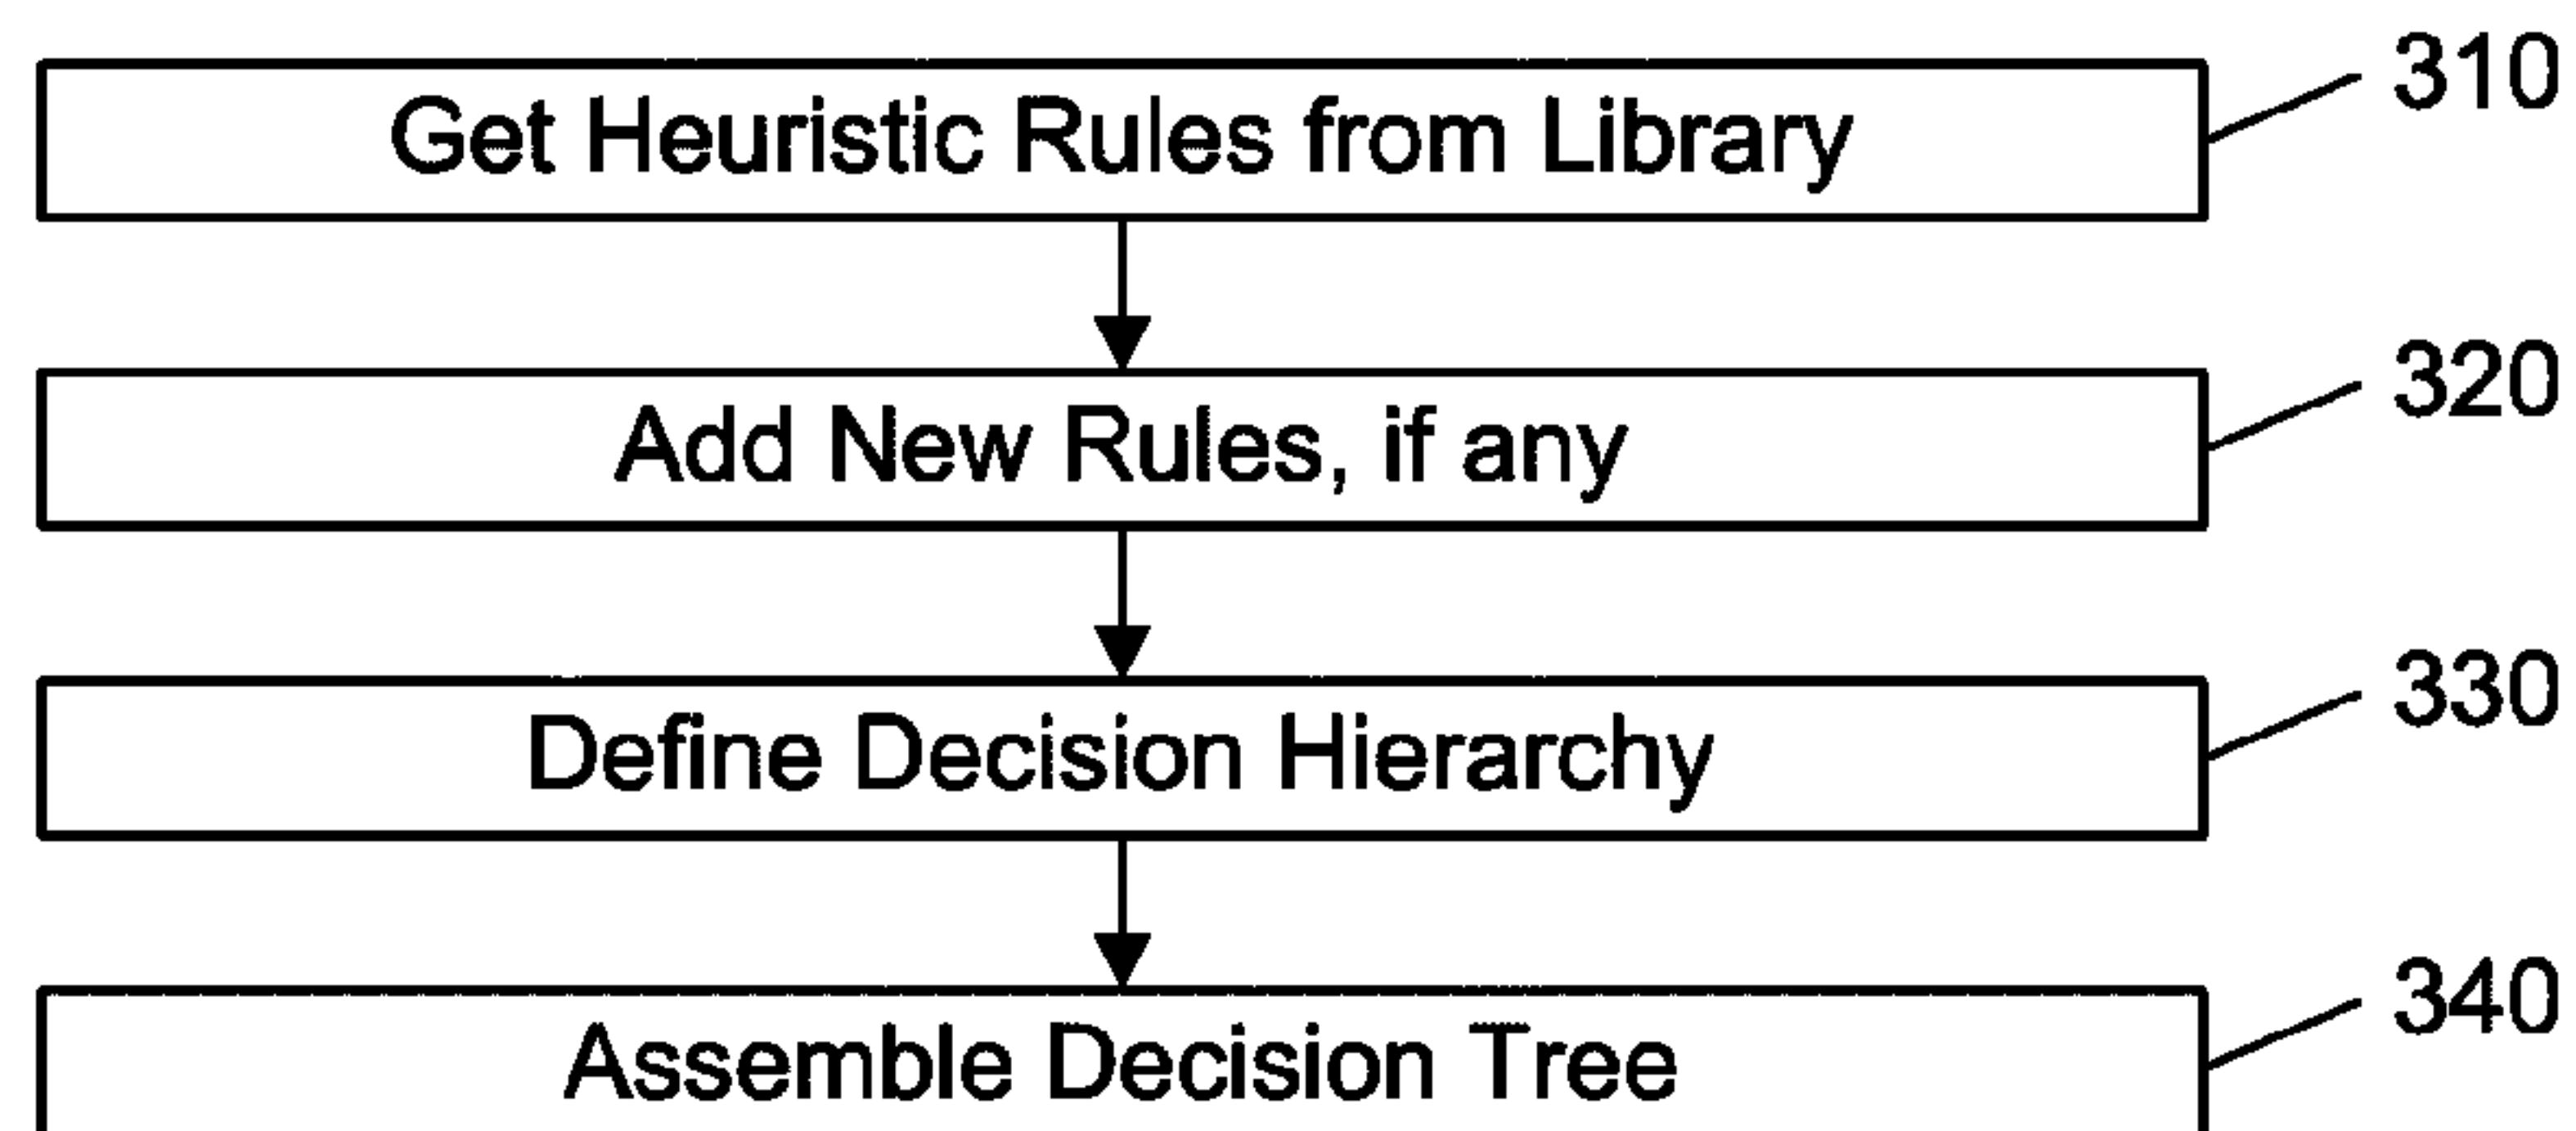 Get Heuristic Rules from Library 310
Add New Rules, if any 320
Define Decision Hierarchy 330
Assemble Decision Tree 340